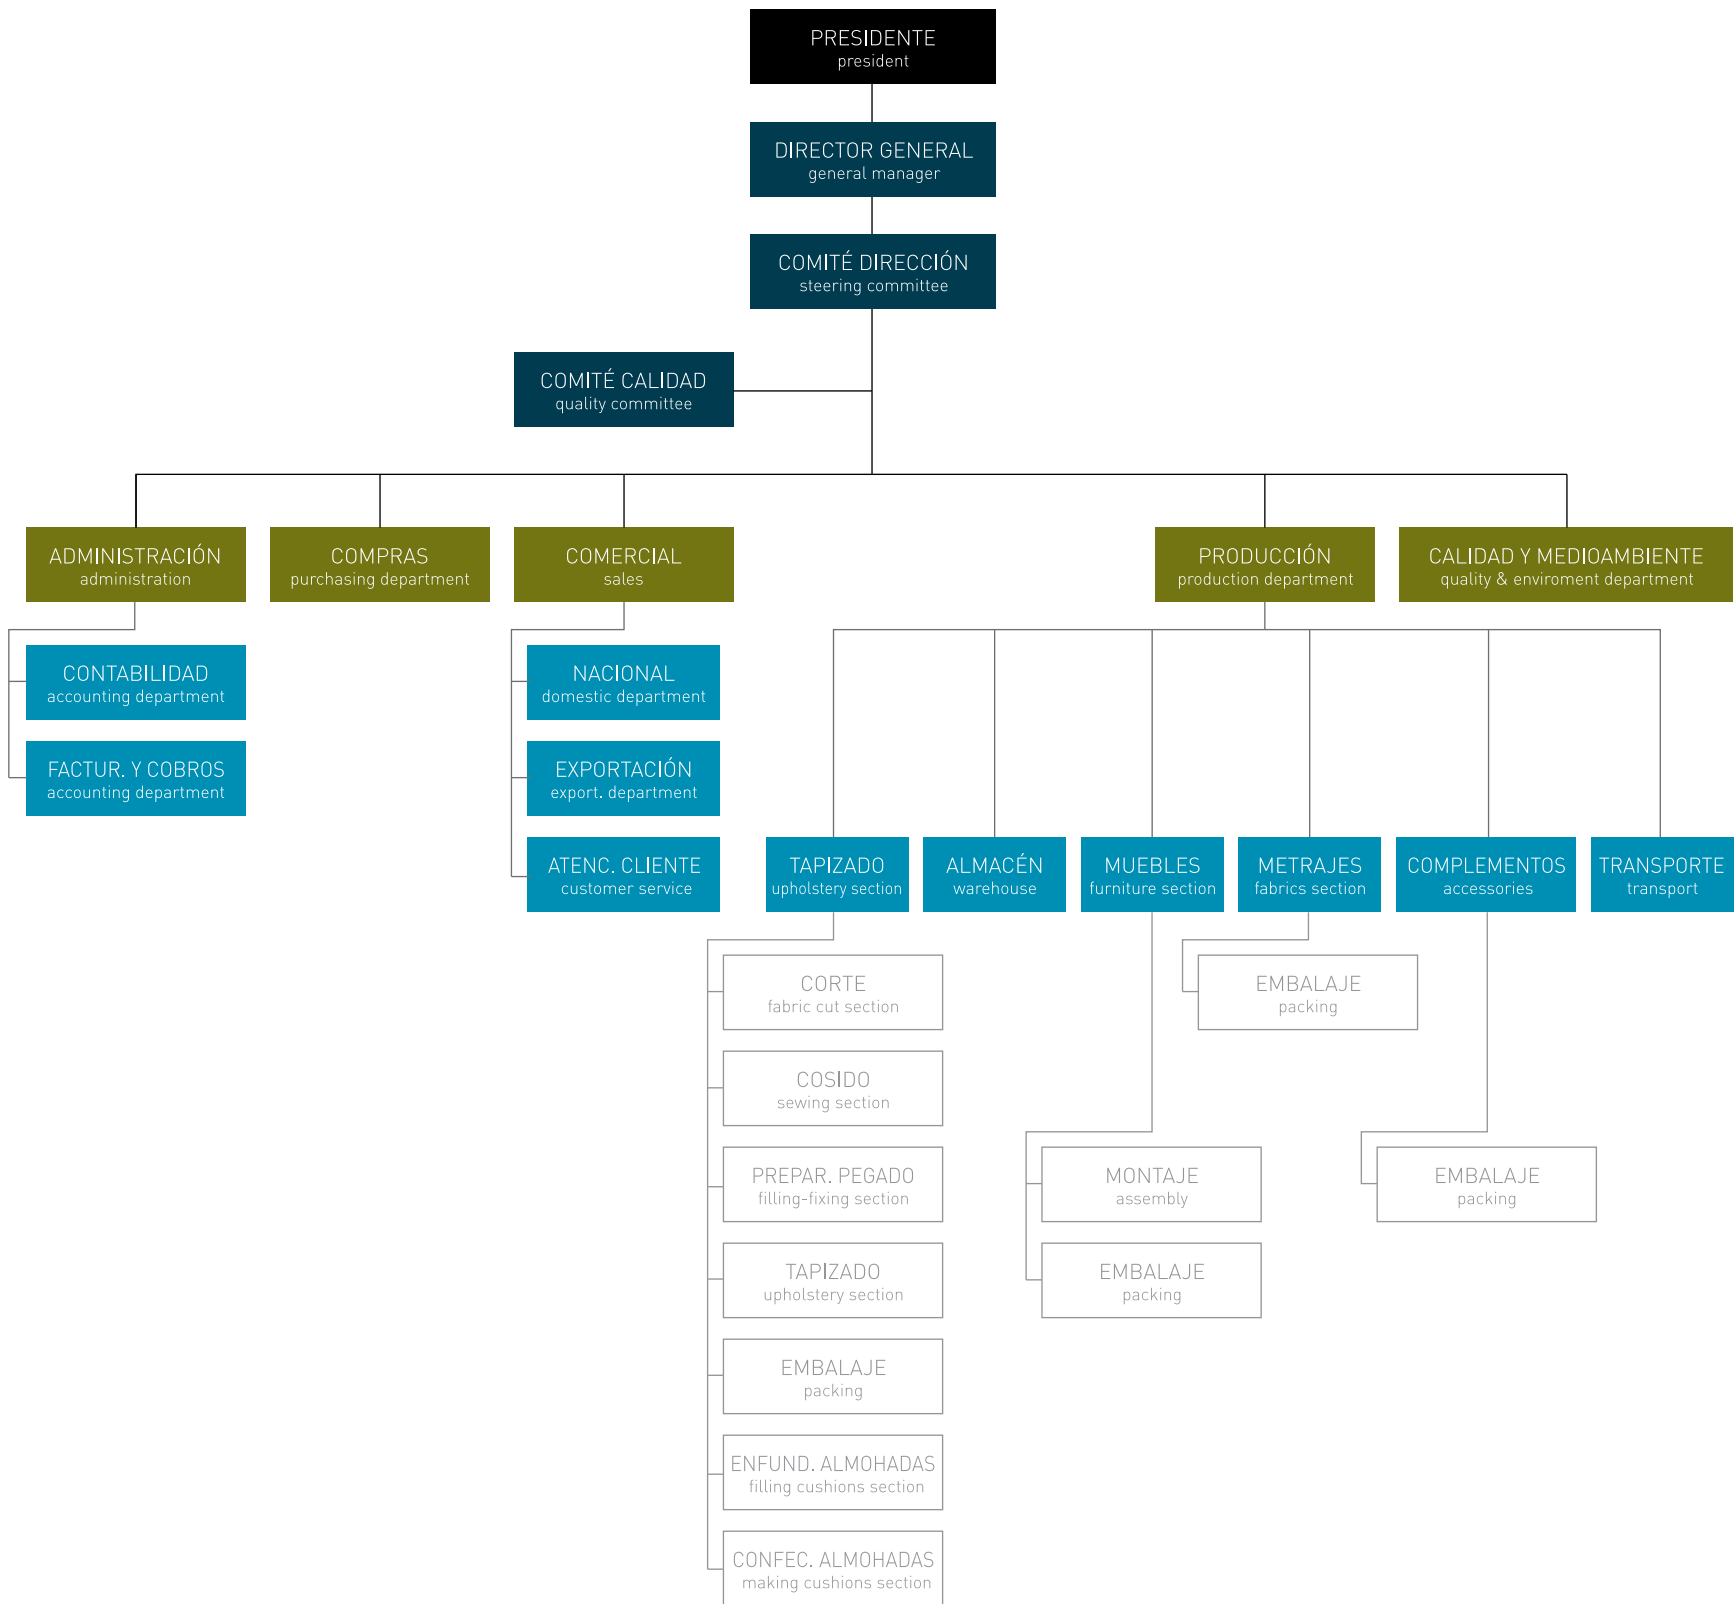 PRESIDENTE
president
DIRECTOR GENERAL
general manager
COMITÉ DIRECCIÓN
steering committee
COMITÉ CALIDAD
quality committee
ADMINISTRACIÓN
administration
COMPRAS
purchasing department
COMERCIAL
sales
PRODUCCIÓN
production department
CALIDAD Y MEDIOAMBIENTE
quality & enviroment department
CONTABILIDAD
accounting department
FACTUR. Y COBROS
accounting department
NACIONAL
domestic department
EXPORTACIÓN
export. department
ATENC. CLIENTE
customer service
TAPIZADO
upholstery section
ALMACÉN
warehouse
MUEBLES
furniture section
METRAJES
fabrics section
COMPLEMENTOS
accessories
TRANSPORTE
transport
CORTE
fabric cut section
COSIDO
sewing section
PREPAR. PEGADO
filling-fixing section
TAPIZADO
upholstery section
EMBALAJE
packing
ENFUND. ALMOHADAS
filling cushions section
CONFEC. ALMOHADAS
making cushions section
MONTAJE
assembly
EMBALAJE
packing
EMBALAJE
packing
EMBALAJE
packing